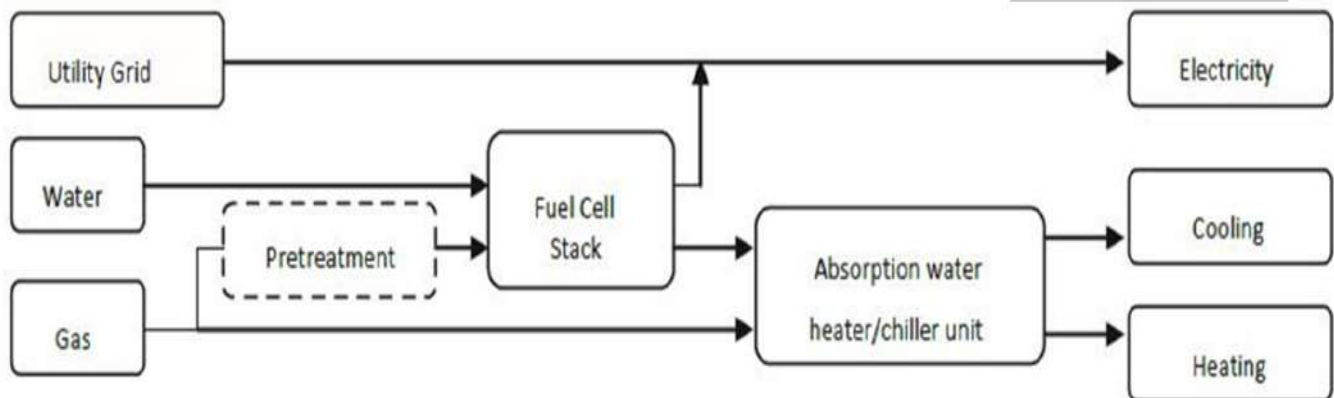 Utility Grid
Electricity
Water
Fuel Cell
Stack
Pretreatment
Cooling
Absorption water
heater/chiller unit
Gas
Heating